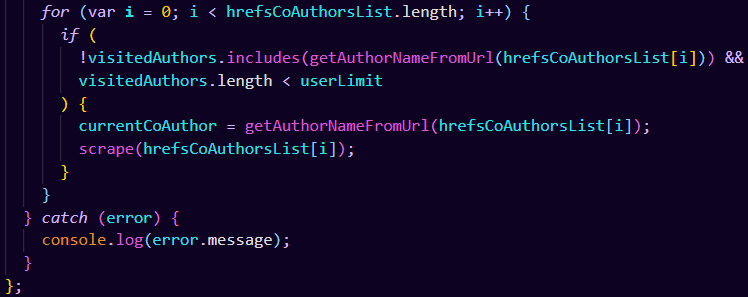 for (var i = 0; i < hrefsCoAuthorsList.length; i++) {
if (
!visitedAuthors.includes(getAuthorNameFromUrl(hrefsCoAuthorsList[i])) &&
visitedAuthors.length < userLimit
) {
currentCoAuthor = getAuthorNameFromUrl(hrefsCoAuthorsList[i]);
scrape(hrefsCoAuthorsList[i]);
}
}
} catch (error) {
console.log(error.message);
}
};